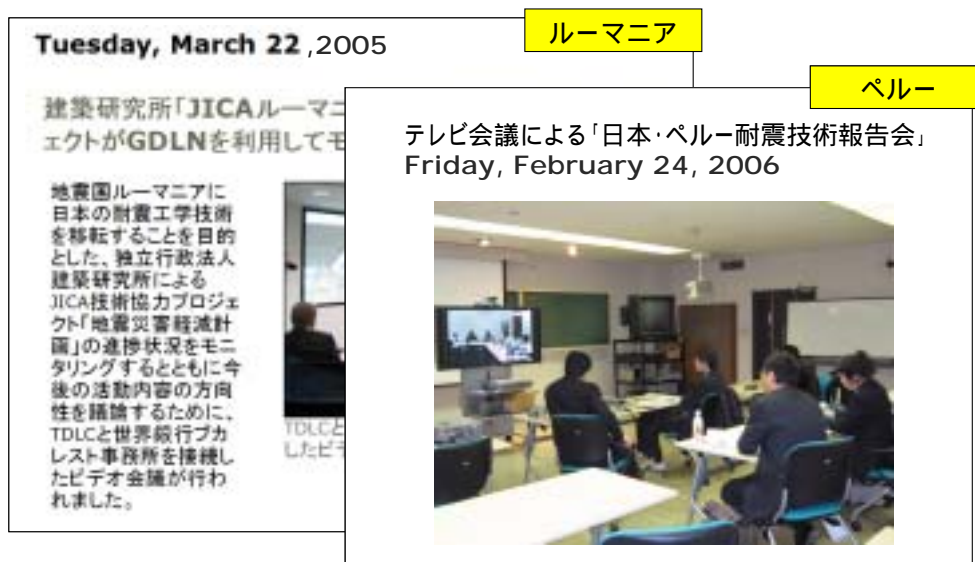 ルーマニア
Tuesday, March 22 ,2005
建築研究所「JICAルーマニ
ェクトがGDLNを利用してモ
地震国ルーマニアに
日本の耐震工学技術
を移転することを目的
とした、独立行政法人
建築研究所による
JICA技術協力プロジェ
クト「地震災害軽減計
画」の進捗状況をモニ
タリングするとともに今
後の活動内容の方向
性を議論するために、
TDLCと世界銀行ブカ
レスト事務所を接続し
たビデオ会議が行わ
れました。
TDLCと
したビデ
ペルー
テレビ会議による「日本・ペルー耐震技術報告会」
Friday, February 24, 2006